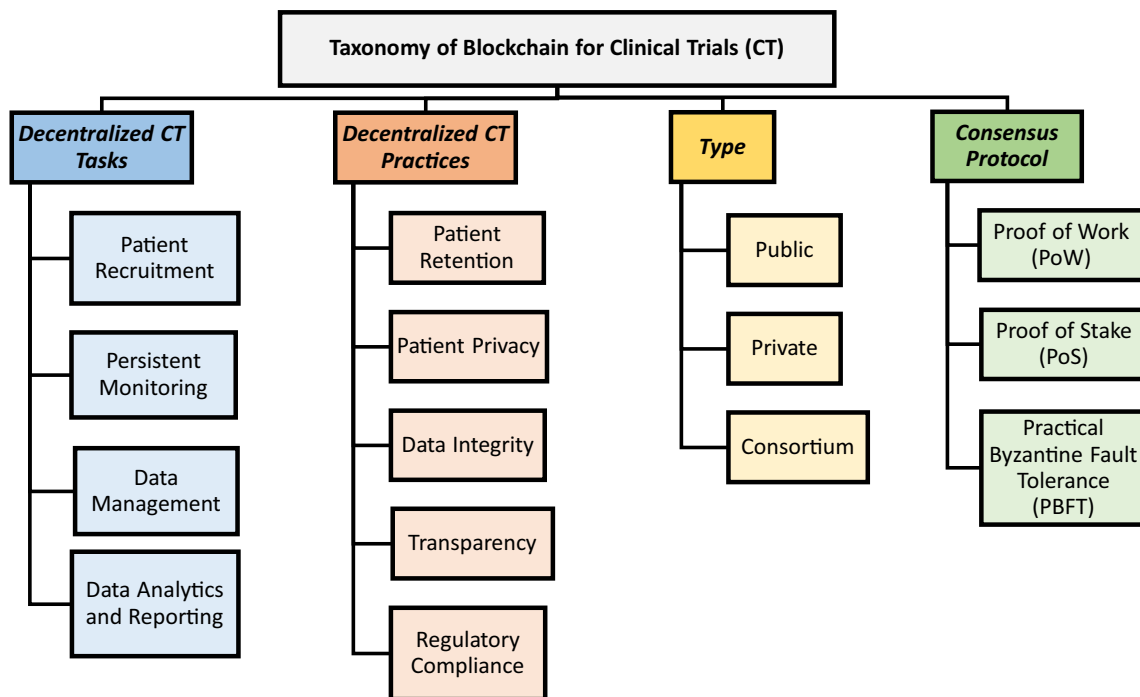 Taxonomy of Blockchain for Clinical Trials (CT)
Decentralized CT
Tasks
Patient
Recruitment
Persistent
Monitoring
Data
Management
Data Analytics
and Reporting
Decentralized CT
Practices
Patient
Retention
Patient Privacy
Data Integrity
Transparency
Regulatory
Compliance
Type
Public
Private
Consortium
Consensus
Protocol
Proof of Work
(PoW)
Proof of Stake
(PoS)
Practical
Byzantine Fault
Tolerance
(PBFT)